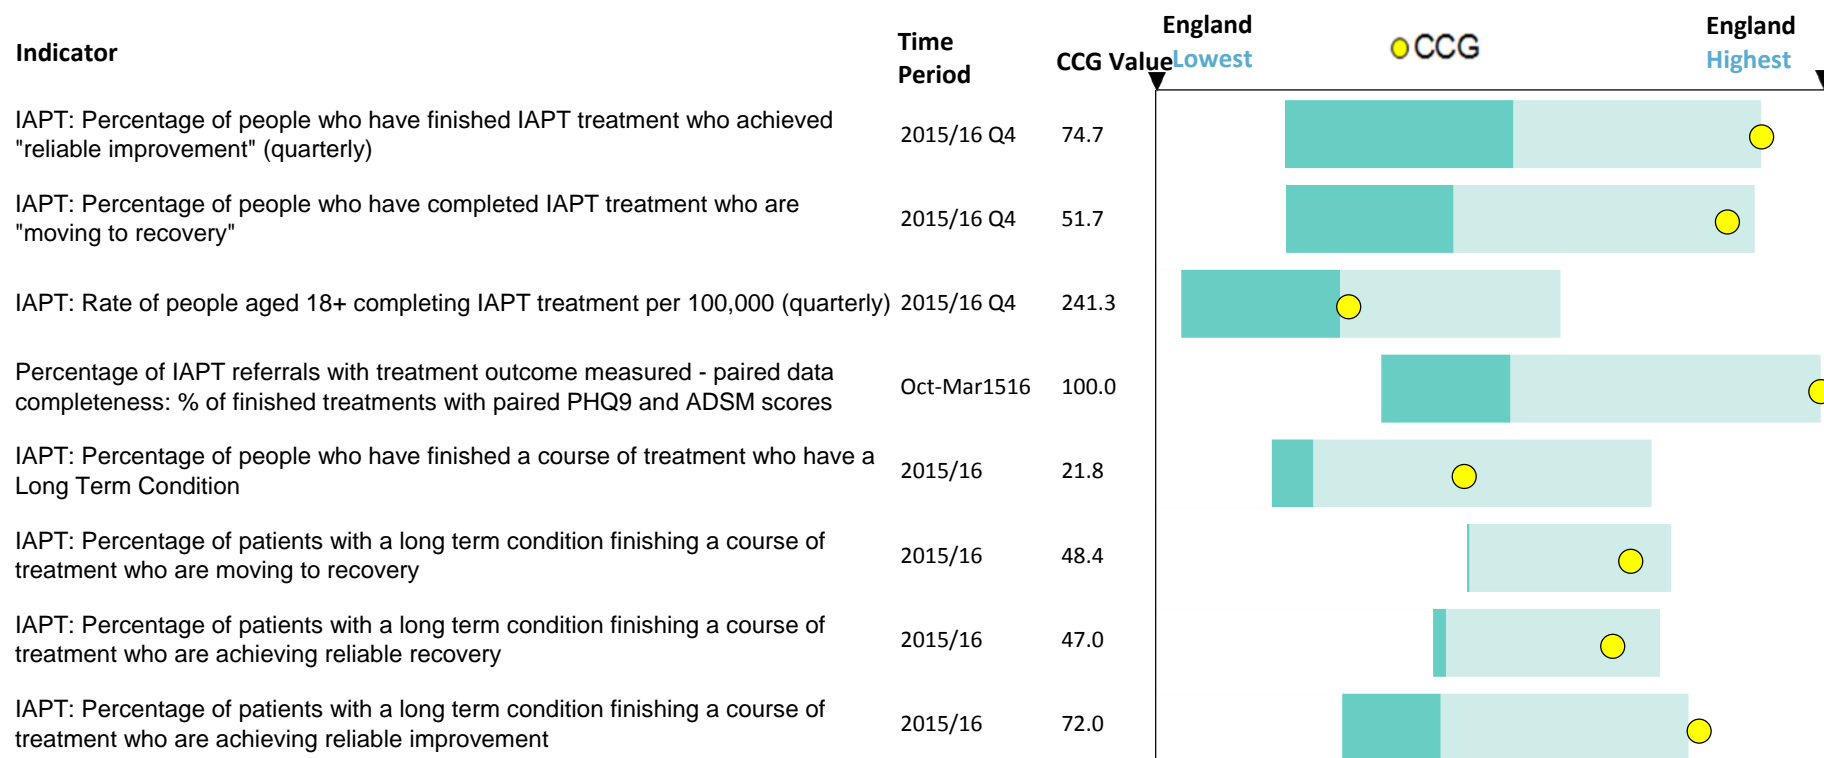 Indicator
Time
Period
CCG Value
England
Lowest
CCG
England
Highest
IAPT: Percentage of people who have finished IAPT treatment who achieved
"reliable improvement" (quarterly)
2015/16 Q4
74.7
IAPT: Percentage of people who have completed IAPT treatment who are
"moving to recovery"
2015/16 Q4
51.7
IAPT: Rate of people aged 18+ completing IAPT treatment per 100,000 (quarterly)
2015/16 Q4
241.3
Percentage of IAPT referrals with treatment outcome measured - paired data
completeness: % of finished treatments with paired PHQ9 and ADSM scores
Oct-Mar1516
100.0
IAPT: Percentage of people who have finished a course of treatment who have a
Long Term Condition
2015/16
21.8
IAPT: Percentage of patients with a long term condition finishing a course of
treatment who are moving to recovery
2015/16
48.4
IAPT: Percentage of patients with a long term condition finishing a course of
treatment who are achieving reliable recovery
2015/16
47.0
IAPT: Percentage of patients with a long term condition finishing a course of
treatment who are achieving reliable improvement
2015/16
72.0